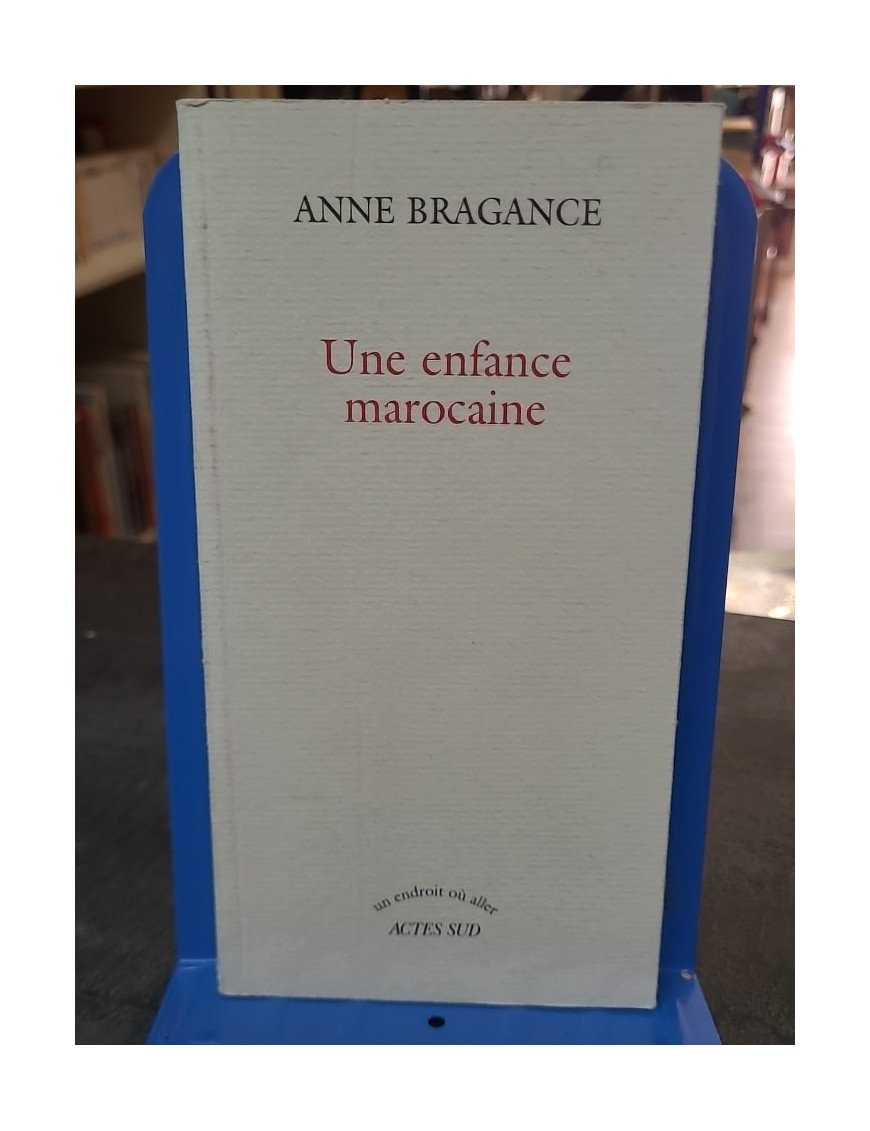 ANNE BRAGANCE
Une enfance
marocaine
un endroit où aller
ACTES SUD